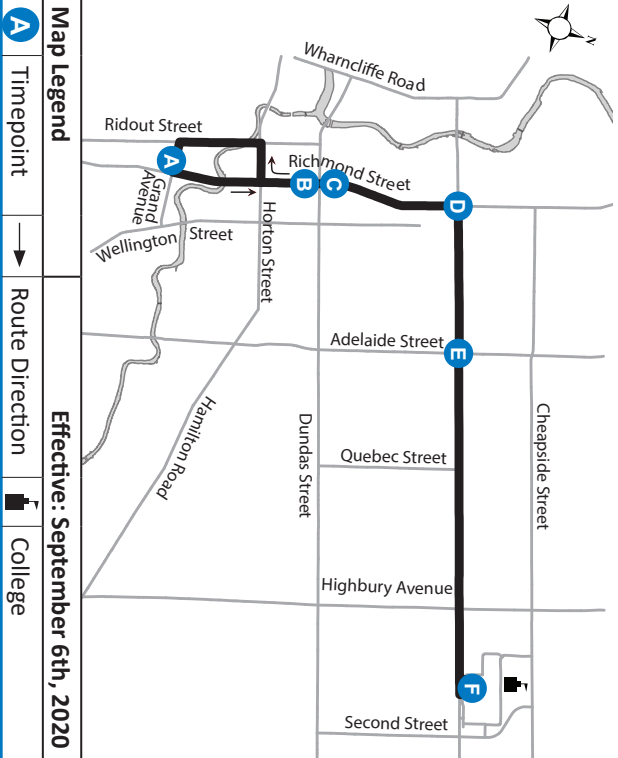 Map Legend
Effective: September 6th, 2020
A
Timepoint
Route Direction
College
N
Wharncliffe Road
Ridout Street
Richmond Street
A
B
C
D
Grand
Avenue
Wellington Street
Horton Street
Adelaide Street
E
Cheapside Street
Hamilton Road
Dundas Street
Quebec Street
Highbury Avenue
F
Second Street